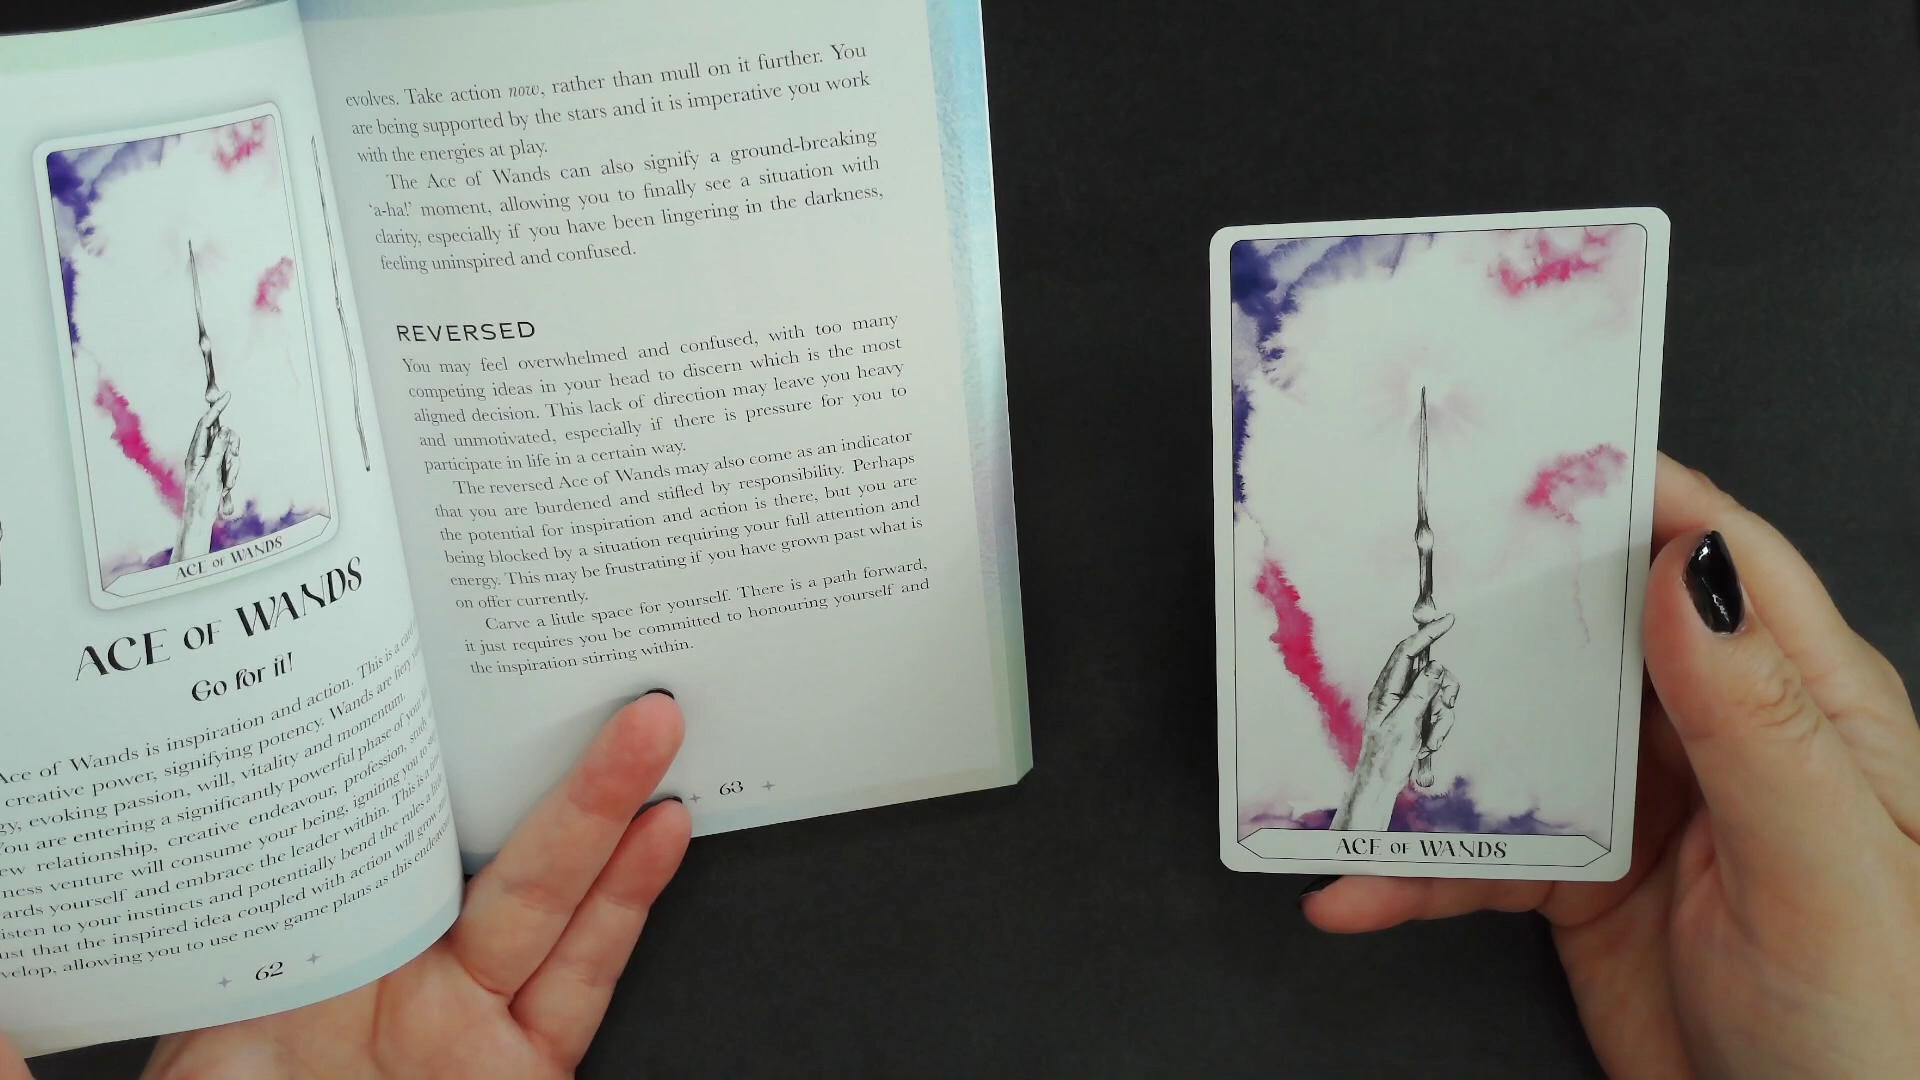 ACE OF WANDS
ACE OF WANDS
Go for it!
Ace of Wands is inspiration and action. This is a
creative power, signifying potency. Wands are fiery
evoking passion, will, vitality and momentum.
You are entering a significantly powerful phase of your
relationship, creative endeavour, profession,
venture will consume your being, igniting you to
yourself and embrace the leader within. This is a
to your instincts and potentially bend the rules a
that the inspired idea coupled with action will grow
allowing you to use new game plans as this
62
evolves. Take action now, rather than mull on it further. You
are being supported by the stars and it is imperative you work
with the energies at play.
The Ace of Wands can also signify a ground-breaking
‘a-ha!’ moment, allowing you to finally see a situation with
clarity, especially if you have been lingering in the darkness,
feeling uninspired and confused.
REVERSED
You may feel overwhelmed and confused, with too many
competing ideas in your head to discern which is the most
aligned decision. This lack of direction may leave you heavy
and unmotivated, especially if there is pressure for you to
participate in life in a certain way.
The reversed Ace of Wands may also come as an indicator
that you are burdened and stifled by responsibility. Perhaps
the potential for inspiration and action is there, but you are
being blocked by a situation requiring your full attention and
energy. This may be frustrating if you have grown past what is
on offer currently.
Carve a little space for yourself. There is a path forward,
it just requires you be committed to honouring yourself and
the inspiration stirring within.
63
ACE OF WANDS